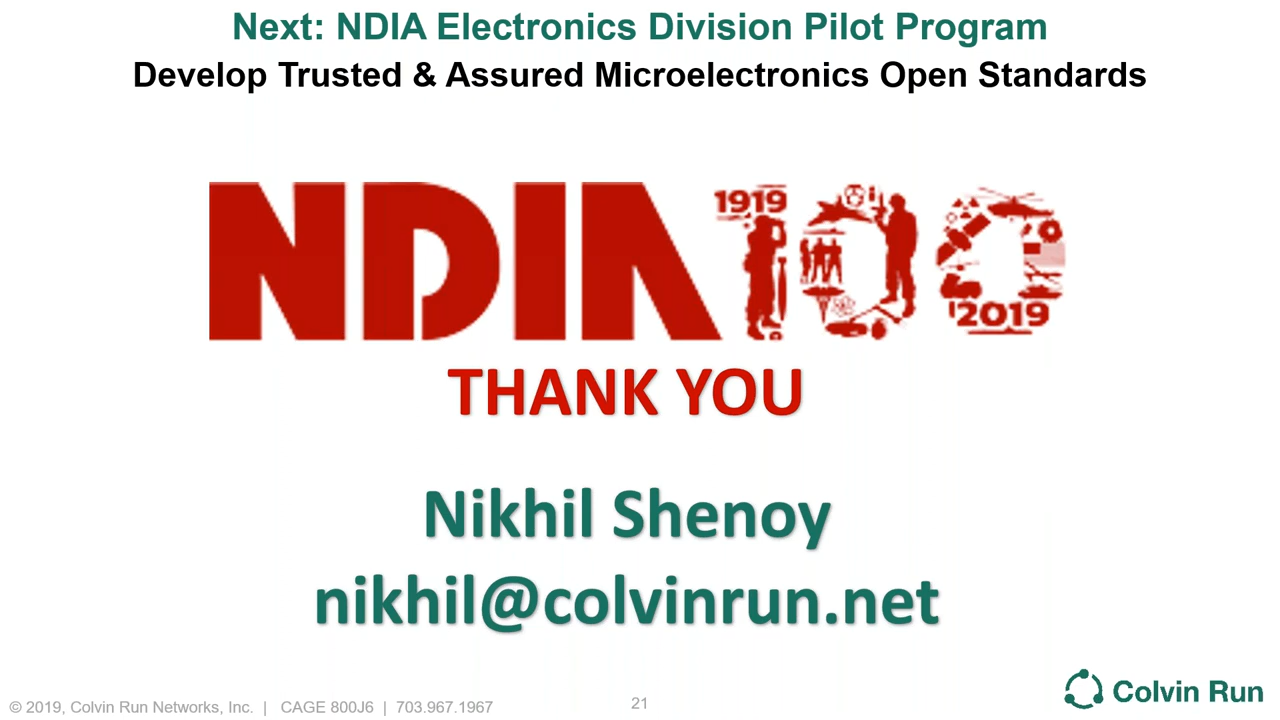 Next: NDIA Electronics Division Pilot Program
Develop Trusted & Assured Microelectronics Open Standards
NDIA 100
1919
2019
THANK YOU
Nikhil Shenoy
nikhil@colvinrun.net
© 2019, Colvin Run Networks, Inc. | CAGE 800J6 | 703.967.1967
21
Colvin Run